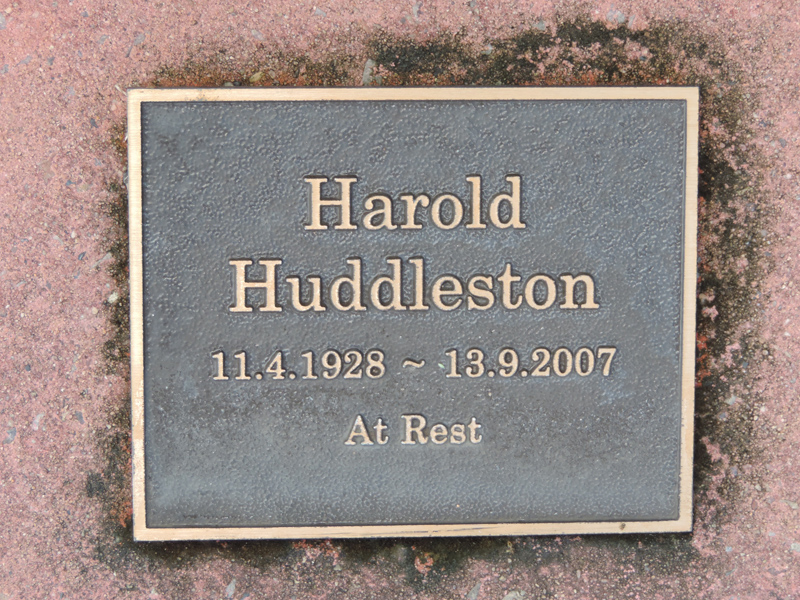 Harold
Huddleston
11.4.1928 ~ 13.9.2007
At Rest